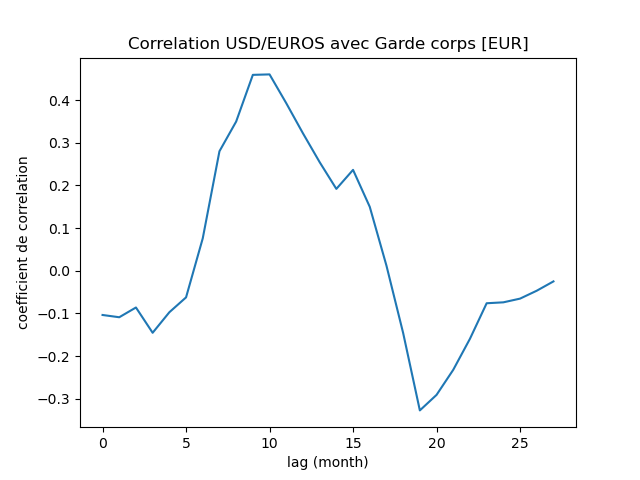 Correlation USD/EUROS avec Garde corps [EUR]
coefficient de correlation
0.4
0.3
0.2
0.1
0.0
−0.1
−0.2
−0.3
0 5 10 15 20 25
lag (month)